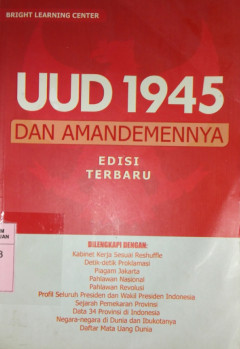 BRIGHT LEARNING CENTER
UUD 1945
DAN AMANDEMENNYA
EDISI
TERBARU
DILENGKAPI DENGAN:
Kabinet Kerja Sesuai Reshuffle
Detik-detik Proklamasi
Piagam Jakarta
Pahlawan Nasional
Pahlawan Revolusi
Profil Seluruh Presiden dan Wakil Presiden Indonesia
Sejarah Pemekaran Provinsi
Data 34 Provinsi di Indonesia
Negara-negara di Dunia dan Ibukotanya
Daftar Mata Uang Dunia